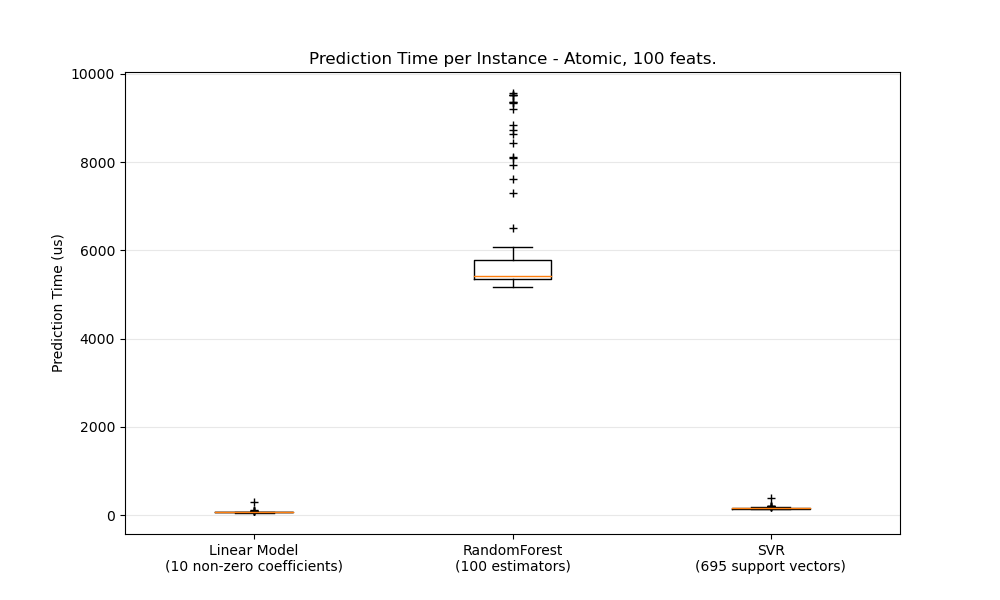 Prediction Time per Instance - Atomic, 100 feats.
Prediction Time (us)
10000
8000
6000
4000
2000
0
Linear Model
(10 non-zero coefficients)
RandomForest
(100 estimators)
SVR
(695 support vectors)